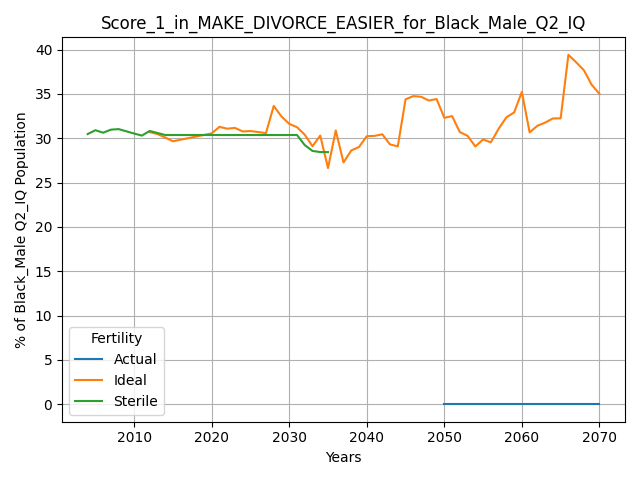 Score_1_in_MAKE_DIVORCE_EASIER_for_Black_Male_Q2_IQ
% of Black_Male Q2_IQ Population
40
35
30
25
20
15
10
5
0
Fertility
Actual
Ideal
Sterile
2010 2020 2030 2040 2050 2060 2070
Years